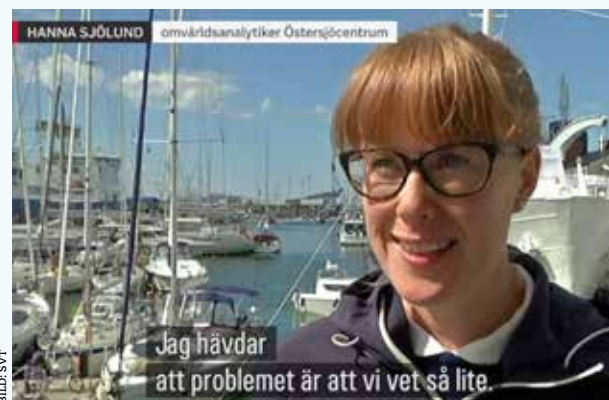 HANNA SJÖLUND omvärldsanalytiker Östersjöcentrum
Jag hävdar
att problemet är att vi vet så lite.
BILD: SVT